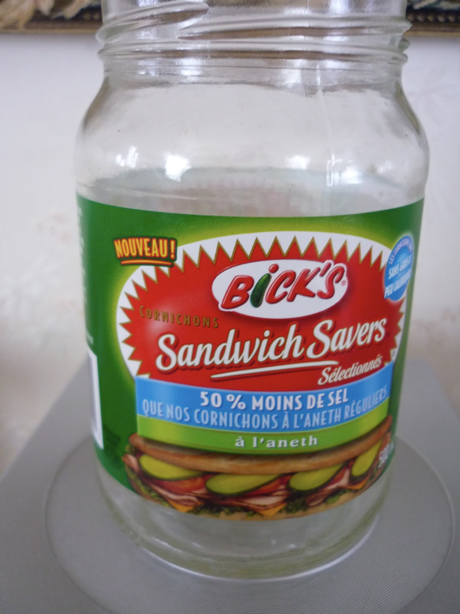 NOUVEAU!
BiCK'S
CORNICHONS
Sandwich Savers
Sélectionnés
50 % MOINS DE SEL
QUE NOS CORNICHONS À L'ANETH RÉGULIERS
à l'aneth